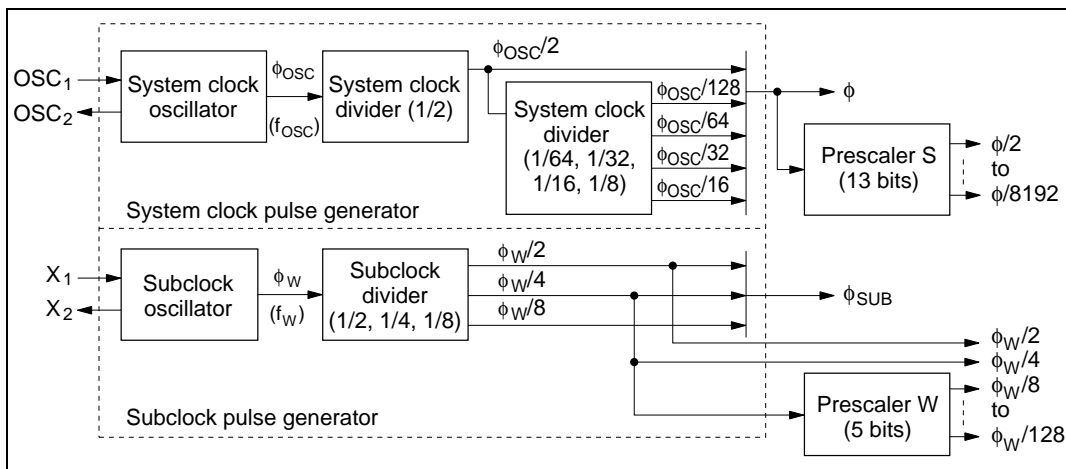 OSC1
OSC2
System clock
oscillator
ϕOSC
(fOSC)
System clock
divider (1/2)
ϕOSC/2
System clock
divider
(1/64, 1/32,
1/16, 1/8)
ϕOSC/128
ϕOSC/64
ϕOSC/32
ϕOSC/16
ϕ
Prescaler S
(13 bits)
ϕ/2
to
ϕ/8192
System clock pulse generator
X1
X2
Subclock
oscillator
ϕW
(fW)
Subclock
divider
(1/2, 1/4, 1/8)
ϕW/2
ϕW/4
ϕW/8
ϕSUB
ϕW/2
ϕW/4
Prescaler W
(5 bits)
ϕW/8
to
ϕW/128
Subclock pulse generator